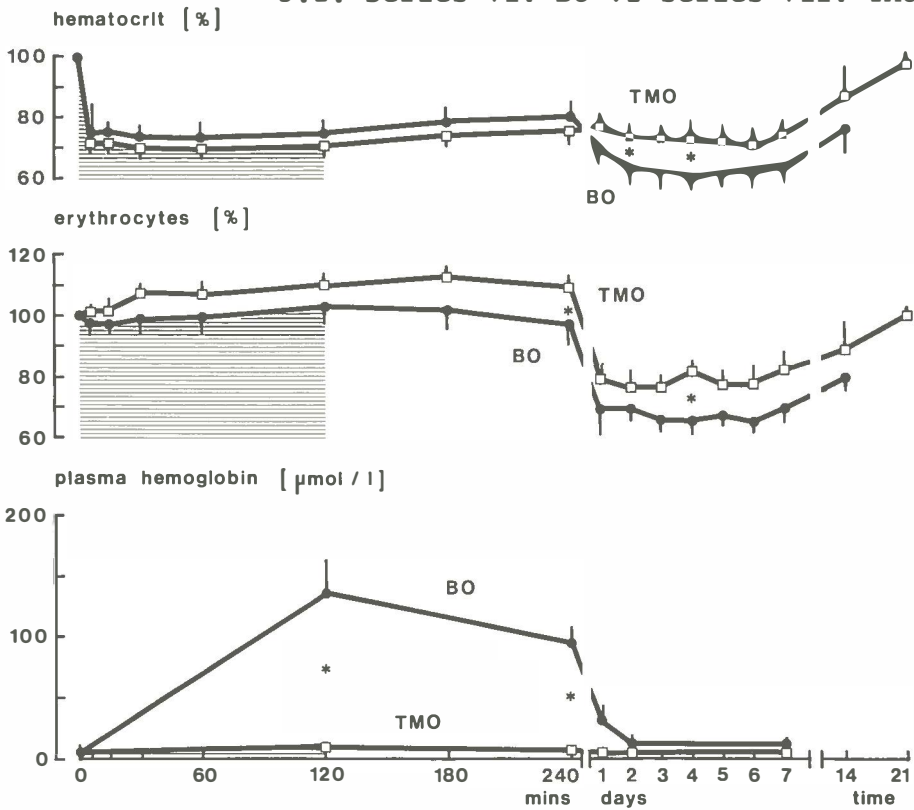 hematocrit [%]
100
80
60
TMO
*
*
BO
erythrocytes [%]
120
100
80
60
TMO
*
BO
*
plasma hemoglobin [µmol / l]
200
100
0
BO
*
*
TMO
0 60 120 180 240 1 2 3 4 5 6 7 14 21
mins days time